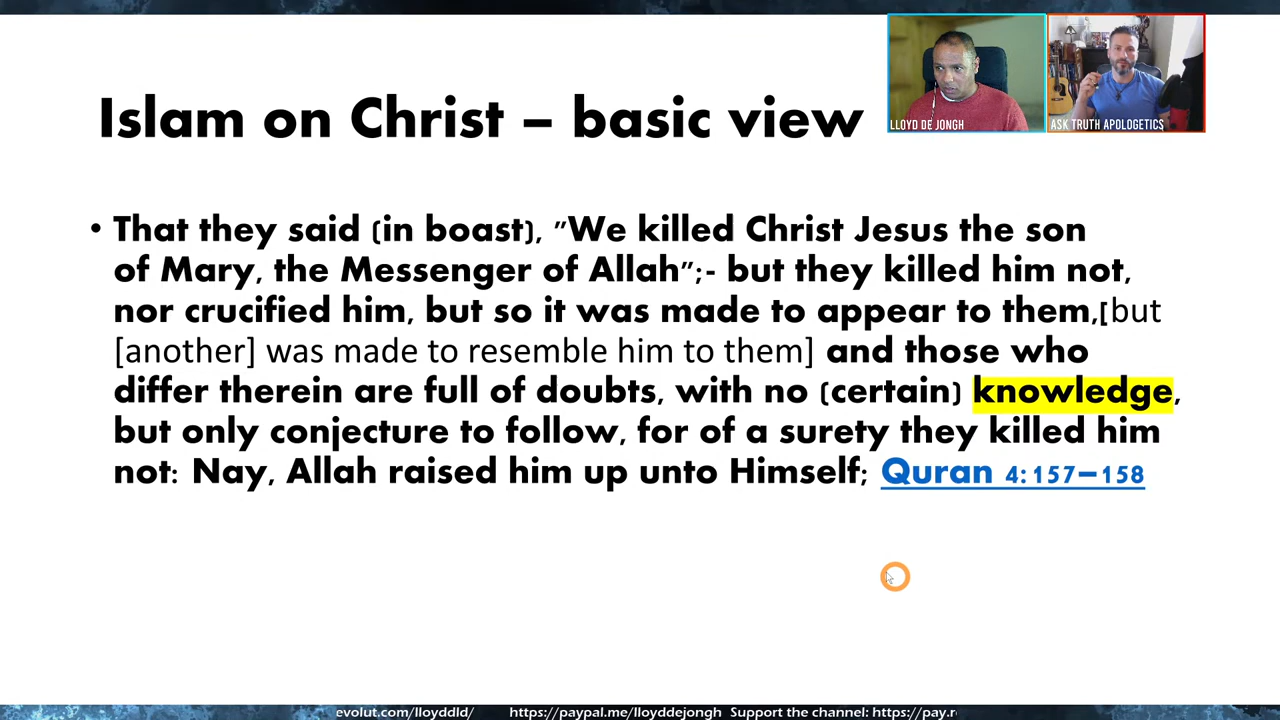 LLOYD DE JONGH
ASK TRUTH APOLOGETICS
Islam on Christ – basic view
• That they said (in boast), "We killed Christ Jesus the son
of Mary, the Messenger of Allah";- but they killed him not,
nor crucified him, but so it was made to appear to them,[but
[another] was made to resemble him to them] and those who
differ therein are full of doubts, with no (certain) knowledge,
but only conjecture to follow, for of a surety they killed him
not: Nay, Allah raised him up unto Himself; Quran 4:157–158
evolut.com/lloyddld/ https://paypal.me/lloyddejongh Support the channel: https://pay.r